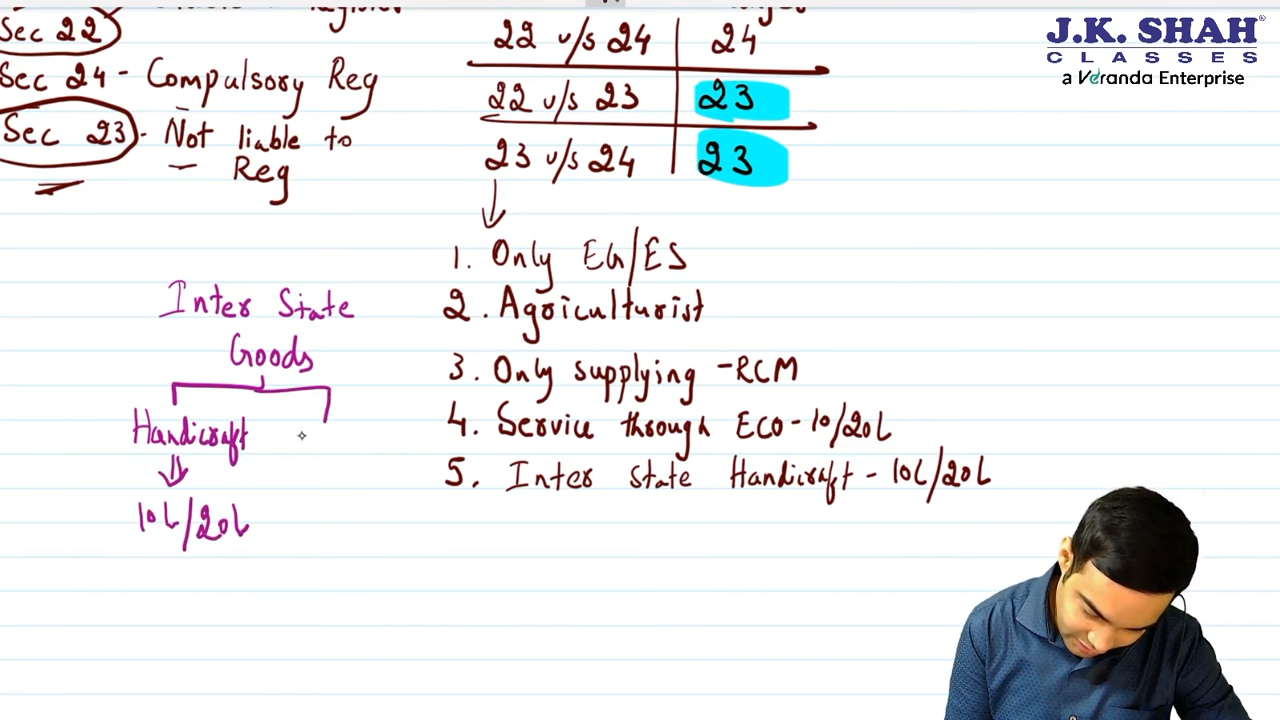 Sec 22
Sec 24 - Compulsory Reg
Sec 23 - Not liable to
Reg
22 v/s 24 24
22 v/s 23 23
23 v/s 24 23
1. Only EG/ES
2. Agriculturist
3. Only supplying - RCM
4. Service through ECO - 10/20L
5. Inter state Handicraft - 10L/20L
Inter State
Goods
Handicraft
10L/20L
J.K. SHAH®
CLASSES
a Veranda Enterprise